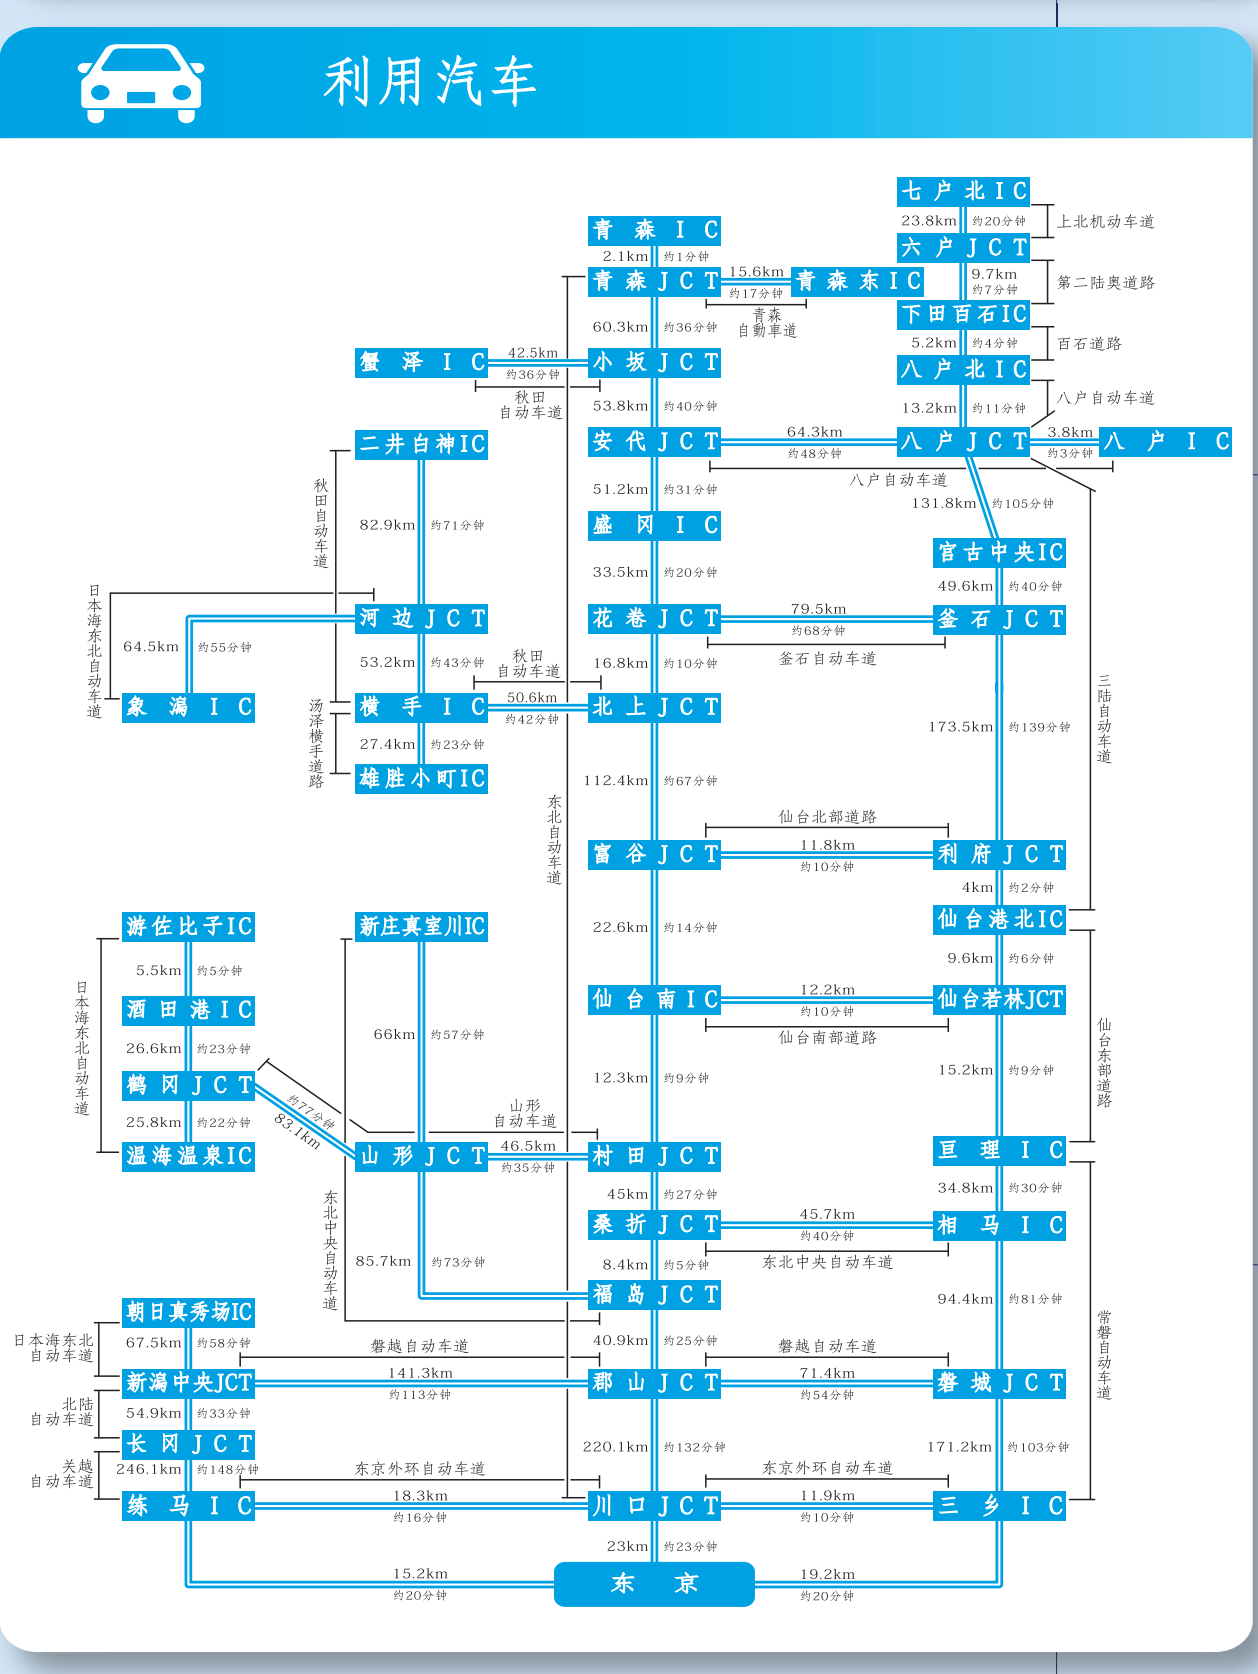 利用汽车
七户北IC
23.8km 约20分钟
上北机动车道
青森IC
六户JCT
2.1km 约1分钟
青森JCT
15.6km
约17分钟
青森东IC
青森
自動車道
9.7km
约7分钟
第二陆奥道路
下田百石IC
60.3km 约36分钟
5.2km 约4分钟
百石道路
蟹泽IC
42.5km
约36分钟
小坂JCT
八户北IC
秋田
自动车道
53.8km 约40分钟
13.2km 约11分钟
八户自动车道
二井白神IC
安代JCT
64.3km
约48分钟
八户JCT
3.8km
约3分钟
八户IC
八户自动车道
秋田自动车道
82.9km 约71分钟
51.2km 约31分钟
131.8km 约105分钟
盛冈IC
宫古中央IC
33.5km 约20分钟
49.6km 约40分钟
日本海东北自动车道
64.5km 约55分钟
河边JCT
花卷JCT
79.5km
约68分钟
釜石JCT
釜石自动车道
53.2km 约43分钟
秋田
自动车道
16.8km 约10分钟
象潟IC
横手IC
50.6km
约42分钟
北上JCT
三陆自动车道
汤泽横手道路
27.4km 约23分钟
173.5km 约139分钟
雄胜小町IC
112.4km 约67分钟
东北自动车道
仙台北部道路
富谷JCT
11.8km
约10分钟
利府JCT
4km 约2分钟
游佐比子IC
新庄真室川IC
22.6km 约14分钟
仙台港北IC
5.5km 约5分钟
9.6km 约6分钟
日本海东北自动车道
酒田港IC
仙台南IC
12.2km
约10分钟
仙台若林JCT
仙台南部道路
26.6km 约23分钟
66km 约57分钟
12.3km 约9分钟
15.2km 约9分钟
仙台东部道路
鹤冈JCT
约77分钟
83.1km
25.8km 约22分钟
山形
自动车道
温海温泉IC
山形JCT
46.5km
约35分钟
村田JCT
亘理IC
东北中央自动车道
45km 约27分钟
34.8km 约30分钟
桑折JCT
45.7km
约40分钟
相马IC
东北中央自动车道
85.7km 约73分钟
8.4km 约5分钟
福岛JCT
94.4km 约81分钟
常磐自动车道
朝日真秀场IC
日本海东北
自动车道
67.5km 约58分钟
磐越自动车道
40.9km 约25分钟
磐越自动车道
新潟中央JCT
141.3km
约113分钟
郡山JCT
71.4km
约54分钟
磐城JCT
北陆
自动车道
54.9km 约33分钟
长冈JCT
220.1km 约132分钟
171.2km 约103分钟
关越
自动车道
246.1km 约148分钟
东京外环自动车道
东京外环自动车道
练马IC
18.3km
约16分钟
川口JCT
11.9km
约10分钟
三乡IC
23km 约23分钟
15.2km
约20分钟
东京
19.2km
约20分钟